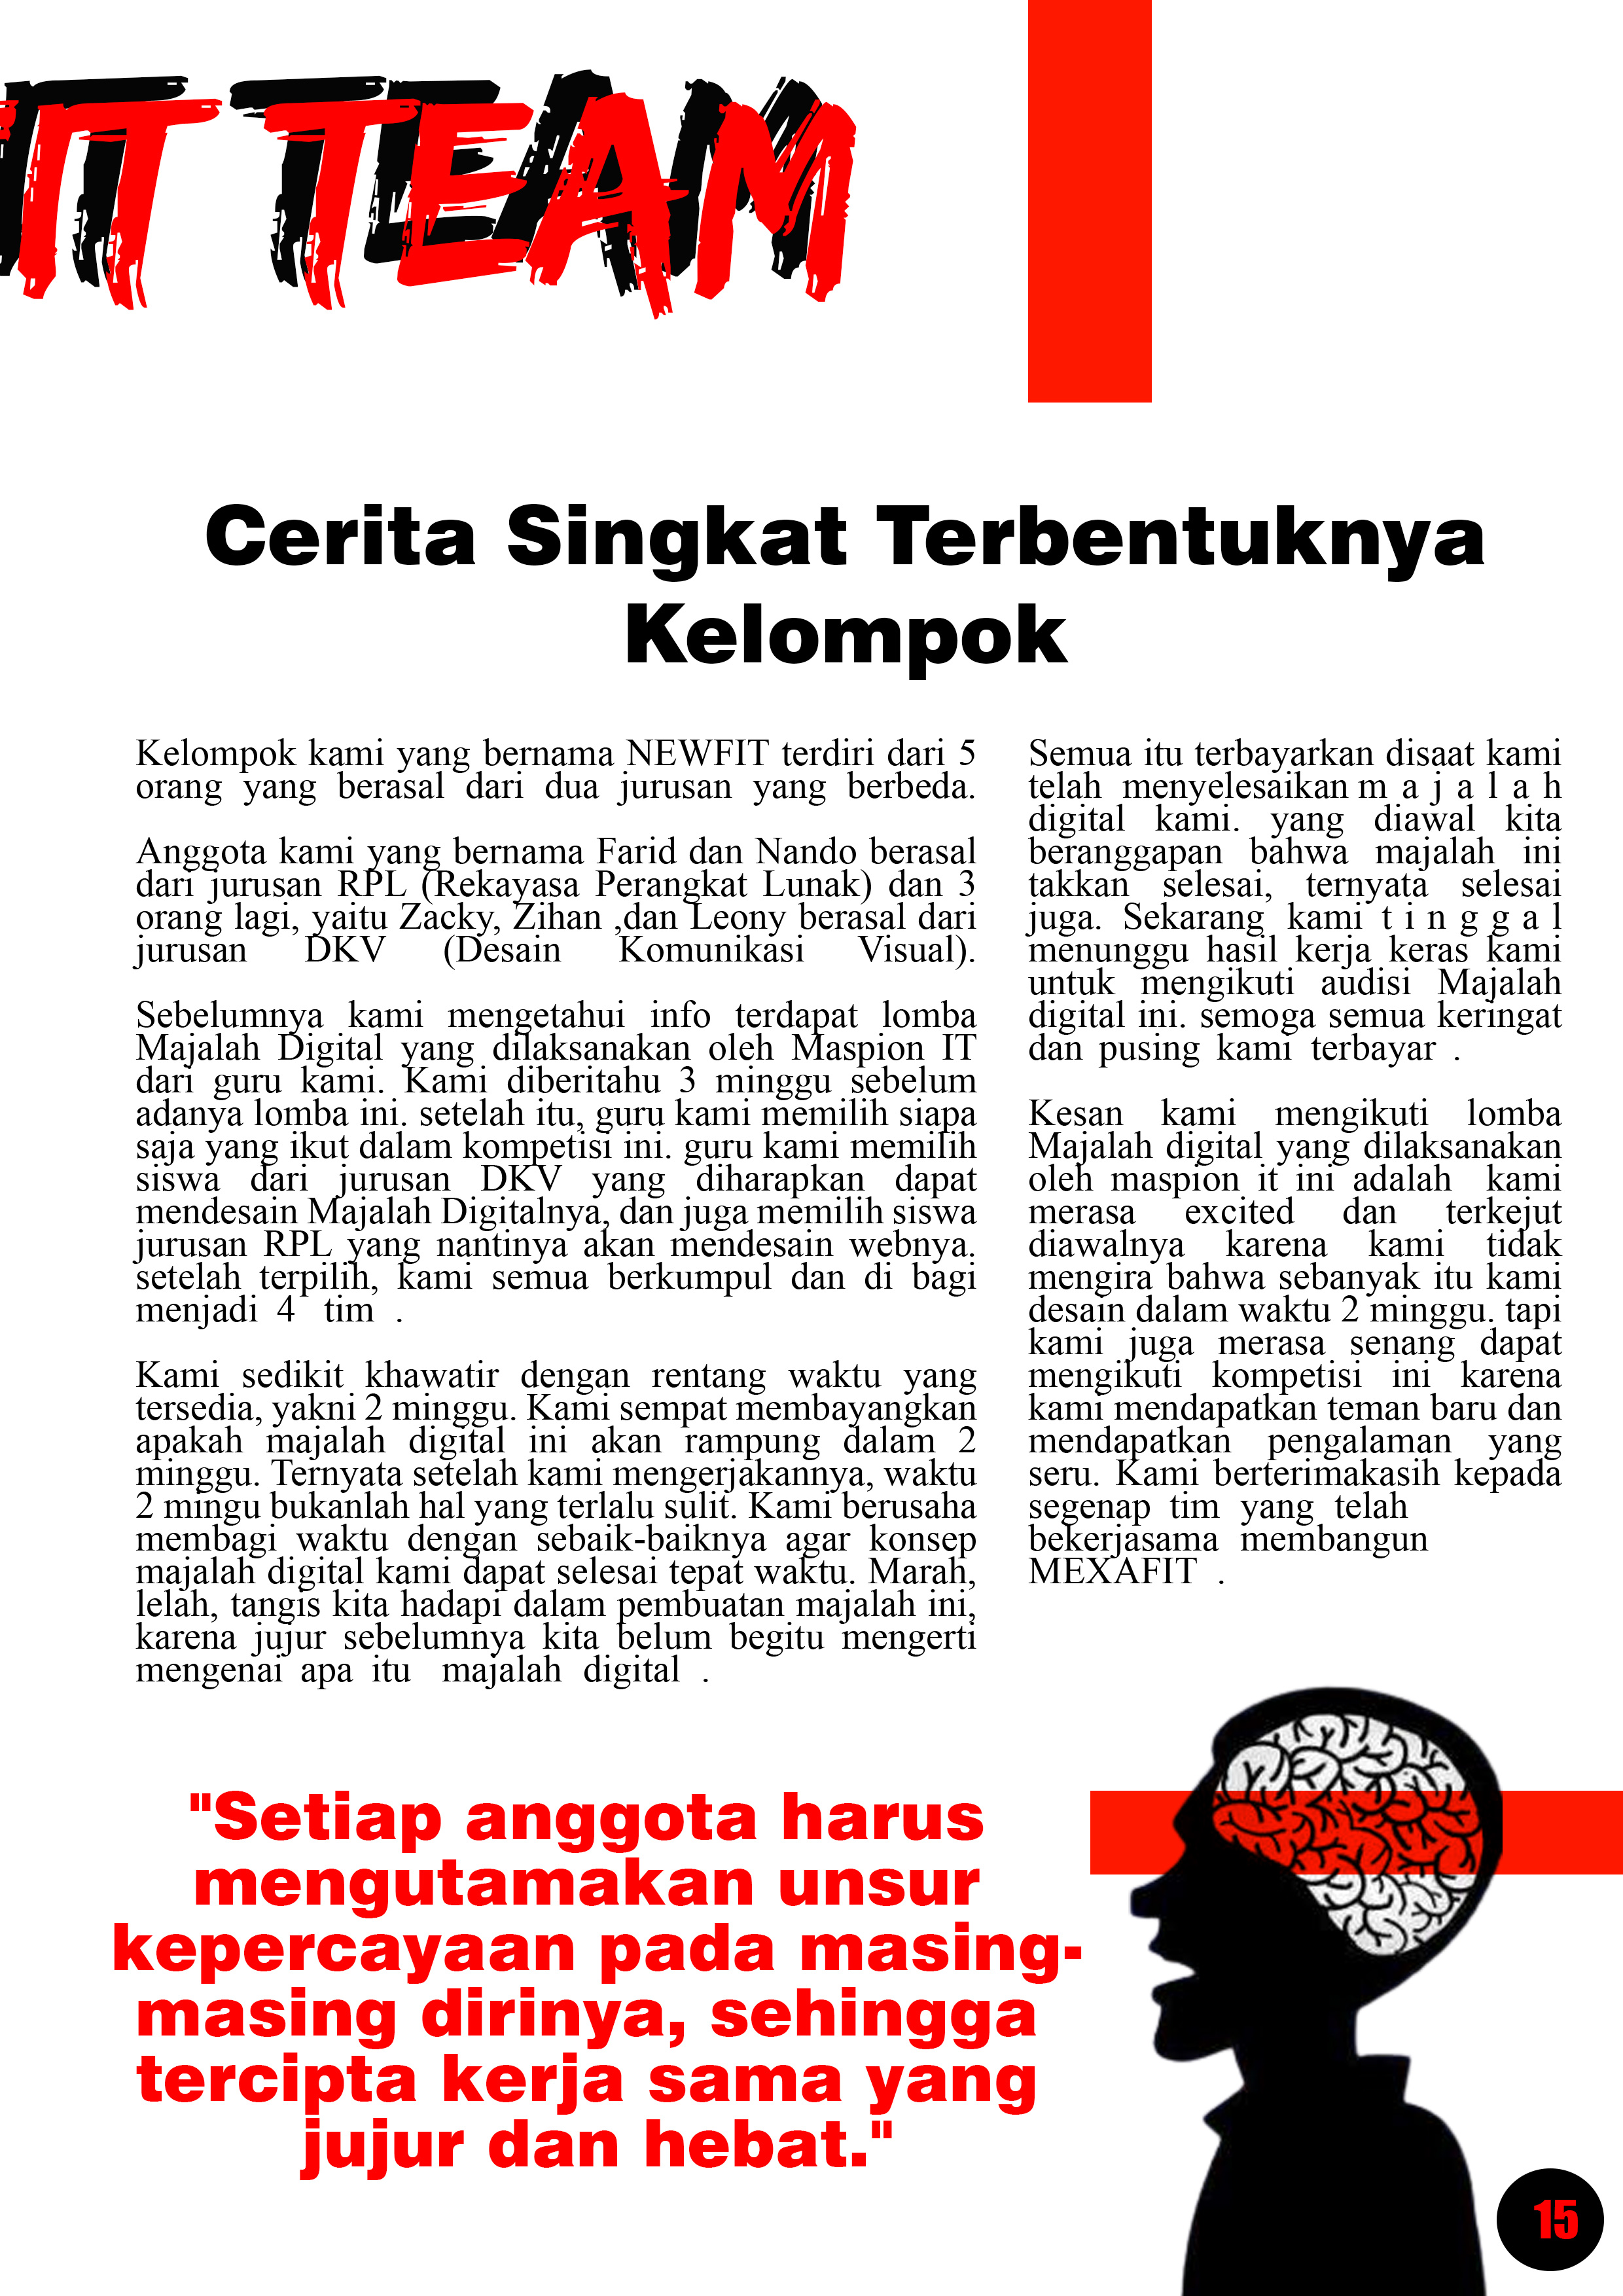 IT TEAM
Cerita Singkat Terbentuknya
Kelompok
Kelompok kami yang bernama NEWFIT terdiri dari 5
orang yang berasal dari dua jurusan yang berbeda.
Anggota kami yang bernama Farid dan Nando berasal
dari jurusan RPL (Rekayasa Perangkat Lunak) dan 3
orang lagi, yaitu Zacky, Zihan ,dan Leony berasal dari
jurusan DKV (Desain Komunikasi Visual).
Sebelumnya kami mengetahui info terdapat lomba
Majalah Digital yang dilaksanakan oleh Maspion IT
dari guru kami. Kami diberitahu 3 minggu sebelum
adanya lomba ini. setelah itu, guru kami memilih siapa
saja yang ikut dalam kompetisi ini. guru kami memilih
siswa dari jurusan DKV yang diharapkan dapat
mendesain Majalah Digitalnya, dan juga memilih siswa
jurusan RPL yang nantinya akan mendesain webnya.
setelah terpilih, kami semua berkumpul dan di bagi
menjadi 4 tim .
Kami sedikit khawatir dengan rentang waktu yang
tersedia, yakni 2 minggu. Kami sempat membayangkan
apakah majalah digital ini akan rampung dalam 2
minggu. Ternyata setelah kami mengerjakannya, waktu
2 mingu bukanlah hal yang terlalu sulit. Kami berusaha
membagi waktu dengan sebaik-baiknya agar konsep
majalah digital kami dapat selesai tepat waktu. Marah,
lelah, tangis kita hadapi dalam pembuatan majalah ini,
karena jujur sebelumnya kita belum begitu mengerti
mengenai apa itu majalah digital .
Semua itu terbayarkan disaat kami
telah menyelesaikan m a j a l a h
digital kami. yang diawal kita
beranggapan bahwa majalah ini
takkan selesai, ternyata selesai
juga. Sekarang kami t i n g g a l
menunggu hasil kerja keras kami
untuk mengikuti audisi Majalah
digital ini. semoga semua keringat
dan pusing kami terbayar .
Kesan kami mengikuti lomba
Majalah digital yang dilaksanakan
oleh maspion it ini adalah kami
merasa excited dan terkejut
diawalnya karena kami tidak
mengira bahwa sebanyak itu kami
desain dalam waktu 2 minggu. tapi
kami juga merasa senang dapat
mengikuti kompetisi ini karena
kami mendapatkan teman baru dan
mendapatkan pengalaman yang
seru. Kami berterimakasih kepada
segenap tim yang telah
bekerjasama membangun
MEXAFIT .
"Setiap anggota harus
mengutamakan unsur
kepercayaan pada masing-
masing dirinya, sehingga
tercipta kerja sama yang
jujur dan hebat."
15